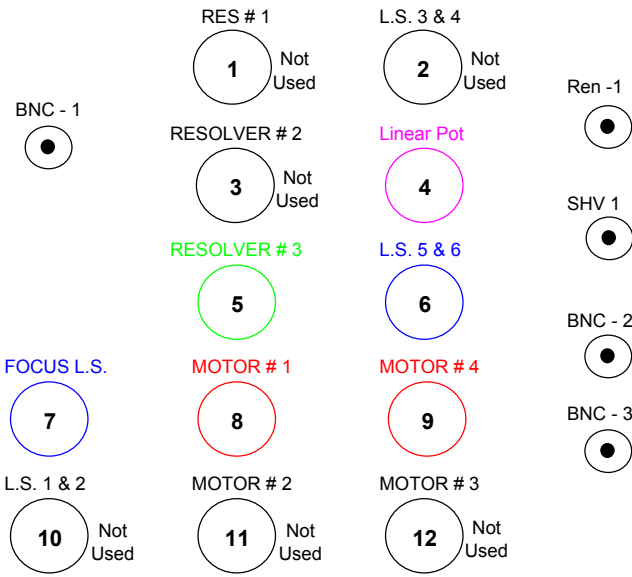 RES # 1
L.S. 3 & 4
1
Not
Used
2
Not
Used
Ren -1
BNC - 1
RESOLVER # 2
Linear Pot
3
Not
Used
4
SHV 1
RESOLVER # 3
L.S. 5 & 6
5
6
BNC - 2
FOCUS L.S.
MOTOR # 1
MOTOR # 4
7
8
9
BNC - 3
L.S. 1 & 2
MOTOR # 2
MOTOR # 3
10
Not
Used
11
Not
Used
12
Not
Used